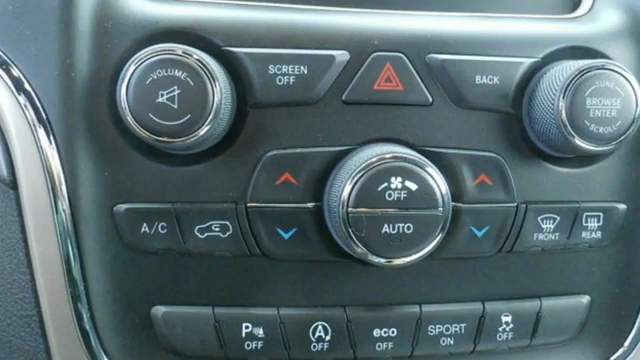 VOLUME
SCREEN
OFF
BACK
TUNE
BROWSE
ENTER
SCROLL
OFF
AUTO
A/C
FRONT
REAR
P OFF
A OFF
eco OFF
SPORT ON
OFF